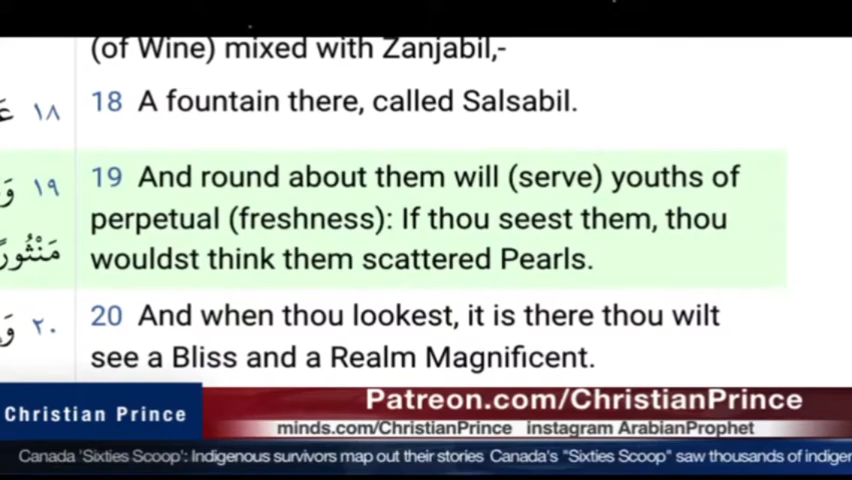 (of Wine) mixed with Zanjabil,-
١٨ 18 A fountain there, called Salsabil.
١٩ 19 And round about them will (serve) youths of
perpetual (freshness): If thou seest them, thou
wouldst think them scattered Pearls.
٢٠ 20 And when thou lookest, it is there thou wilt
see a Bliss and a Realm Magnificent.
Patreon.com/ChristianPrince
Christian Prince
minds.com/ChristianPrince instagram ArabianProphet
Canada 'Sixties Scoop': Indigenous survivors map out their stories Canada's "Sixties Scoop" saw thousands of